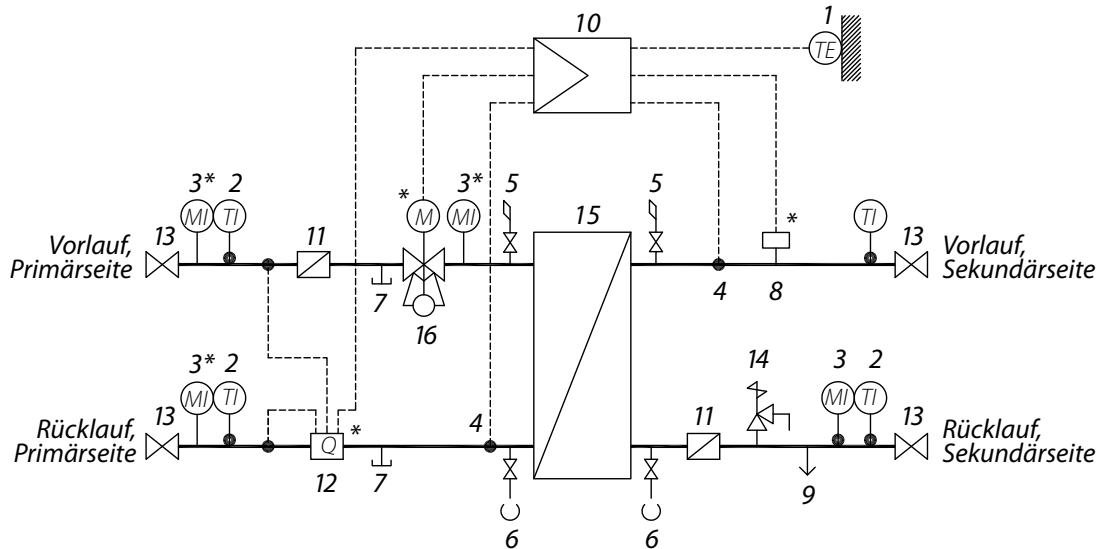 1
10
TE
3* 2
* 3* 5 5
15
MI TI M MI * TI
13 11 13
Vorlauf,
Primärseite
Vorlauf,
Sekundärseite
7 4 8
16
3* 2 14 3 2
MI TI MI TI
13 4 11 13
Rücklauf,
Primärseite
Q *
Rücklauf,
Sekundärseite
12 7 9
6 6